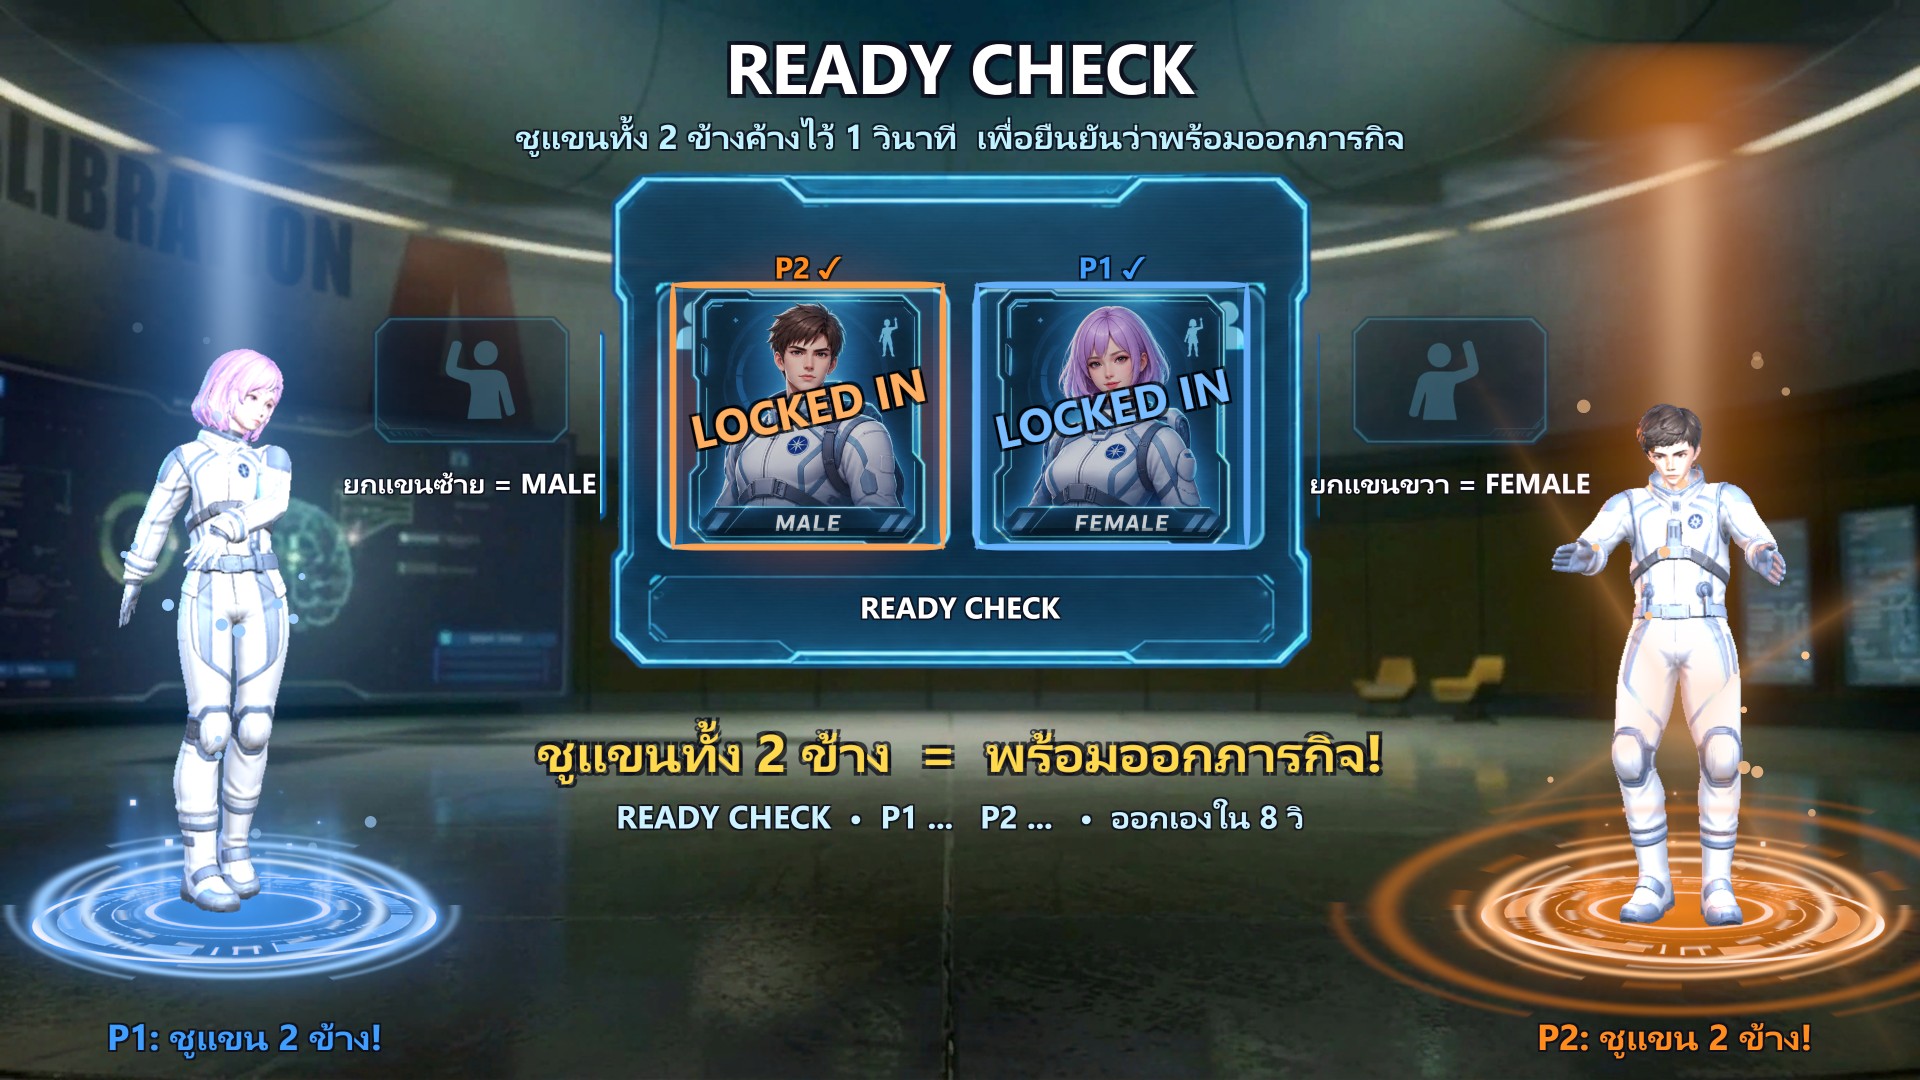 READY CHECK
ชูแขนทั้ง 2 ข้างค้างไว้ 1 วินาที เพื่อยืนยันว่าพร้อมออกภารกิจ
P2 ✓
P1 ✓
LOCKED IN
LOCKED IN
MALE
FEMALE
ยกแขนซ้าย = MALE
ยกแขนขวา = FEMALE
READY CHECK
ชูแขนทั้ง 2 ข้าง = พร้อมออกภารกิจ!
READY CHECK • P1 ... P2 ... • ออกเองใน 8 วิ
P1: ชูแขน 2 ข้าง!
P2: ชูแขน 2 ข้าง!